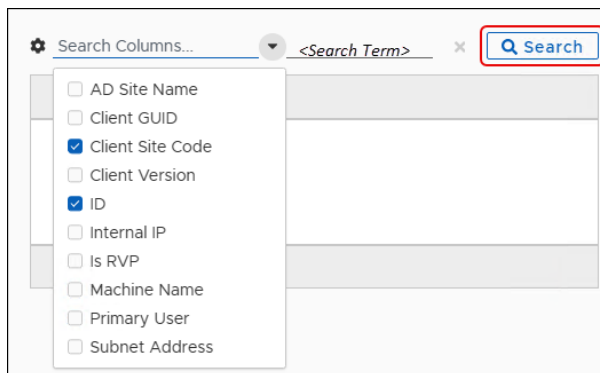 Search Columns... <Search Term> Search
AD Site Name
Client GUID
Client Site Code
Client Version
ID
Internal IP
Is RVP
Machine Name
Primary User
Subnet Address